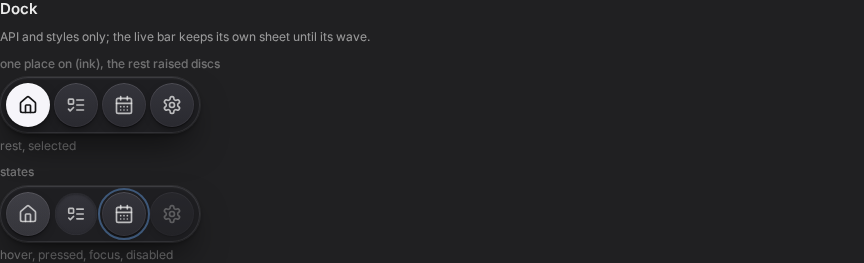 Dock
API and styles only; the live bar keeps its own sheet until its wave.
one place on (ink), the rest raised discs
rest, selected
states
hover, pressed, focus, disabled